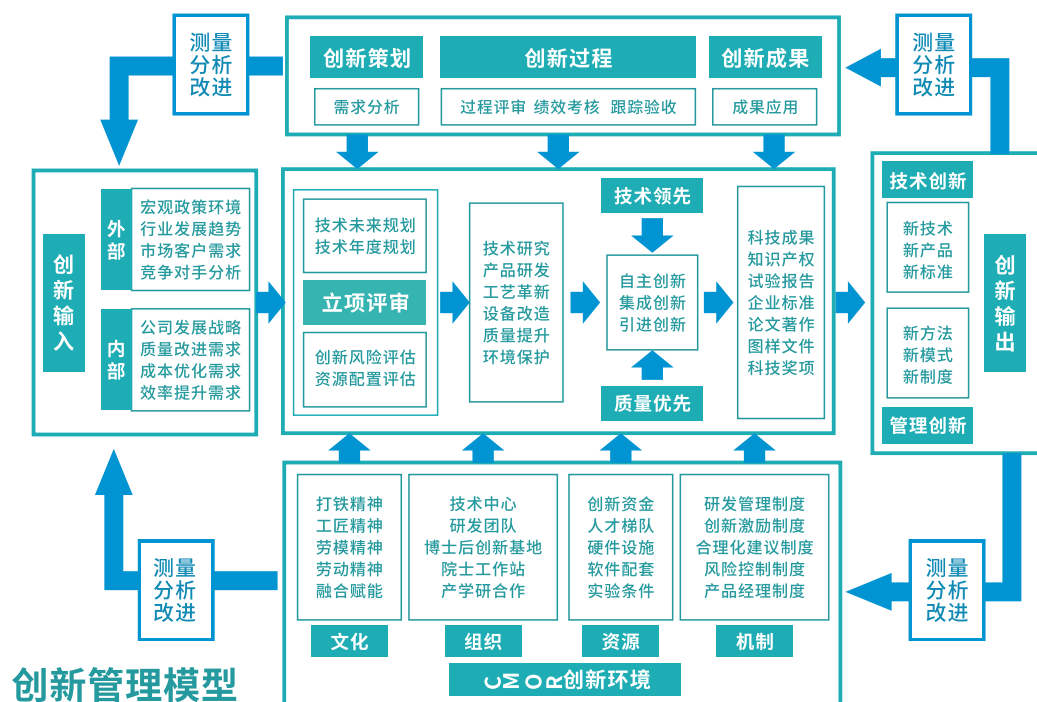 测量
分析
改进
创新策划
创新过程
创新成果
需求分析
过程评审 绩效考核 跟踪验收
成果应用
测量
分析
改进
创新输入
外部
宏观政策环境
行业发展趋势
市场客户需求
竞争对手分析
内部
公司发展战略
质量改进需求
成本优化需求
效率提升需求
技术未来规划
技术年度规划
立项评审
创新风险评估
资源配置评估
技术研究
产品研发
工艺革新
设备改造
质量提升
环境保护
技术领先
自主创新
集成创新
引进创新
质量优先
科技成果
知识产权
试验报告
企业标准
论文著作
图样文件
科技奖项
技术创新
新技术
新产品
新标准
创新输出
新方法
新模式
新制度
管理创新
测量
分析
改进
打铁精神
工匠精神
劳模精神
劳动精神
融合赋能
文化
技术中心
研发团队
博士后创新基地
院士工作站
产学研合作
组织
创新资金
人才梯队
硬件设施
软件配套
实验条件
资源
研发管理制度
创新激励制度
合理化建议制度
风险控制制度
产品经理制度
机制
测量
分析
改进
CMOR创新环境
创新管理模型